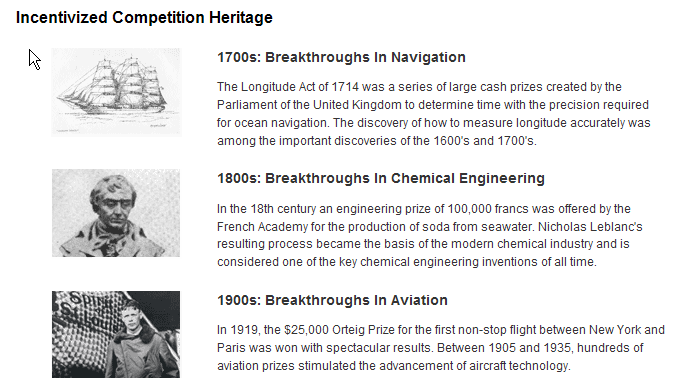 Incentivized Competition Heritage
1700s: Breakthroughs In Navigation
The Longitude Act of 1714 was a series of large cash prizes created by the
Parliament of the United Kingdom to determine time with the precision required
for ocean navigation. The discovery of how to measure longitude accurately was
among the important discoveries of the 1600's and 1700's.
1800s: Breakthroughs In Chemical Engineering
In the 18th century an engineering prize of 100,000 francs was offered by the
French Academy for the production of soda from seawater. Nicholas Leblanc's
resulting process became the basis of the modern chemical industry and is
considered one of the key chemical engineering inventions of all time.
1900s: Breakthroughs In Aviation
In 1919, the $25,000 Orteig Prize for the first non-stop flight between New York and
Paris was won with spectacular results. Between 1905 and 1935, hundreds of
aviation prizes stimulated the advancement of aircraft technology.